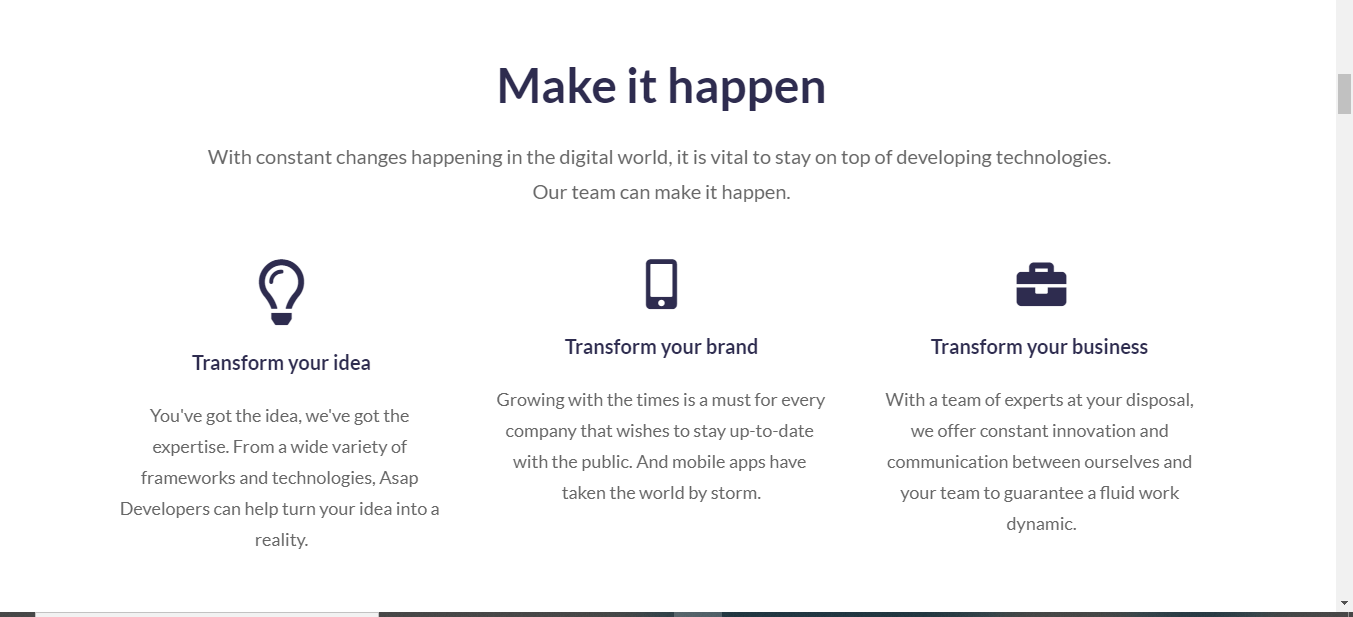 Make it happen
With constant changes happening in the digital world, it is vital to stay on top of developing technologies.
Our team can make it happen.
Transform your idea
You've got the idea, we've got the
expertise. From a wide variety of
frameworks and technologies, Asap
Developers can help turn your idea into a
reality.
Transform your brand
Growing with the times is a must for every
company that wishes to stay up-to-date
with the public. And mobile apps have
taken the world by storm.
Transform your business
With a team of experts at your disposal,
we offer constant innovation and
communication between ourselves and
your team to guarantee a fluid work
dynamic.